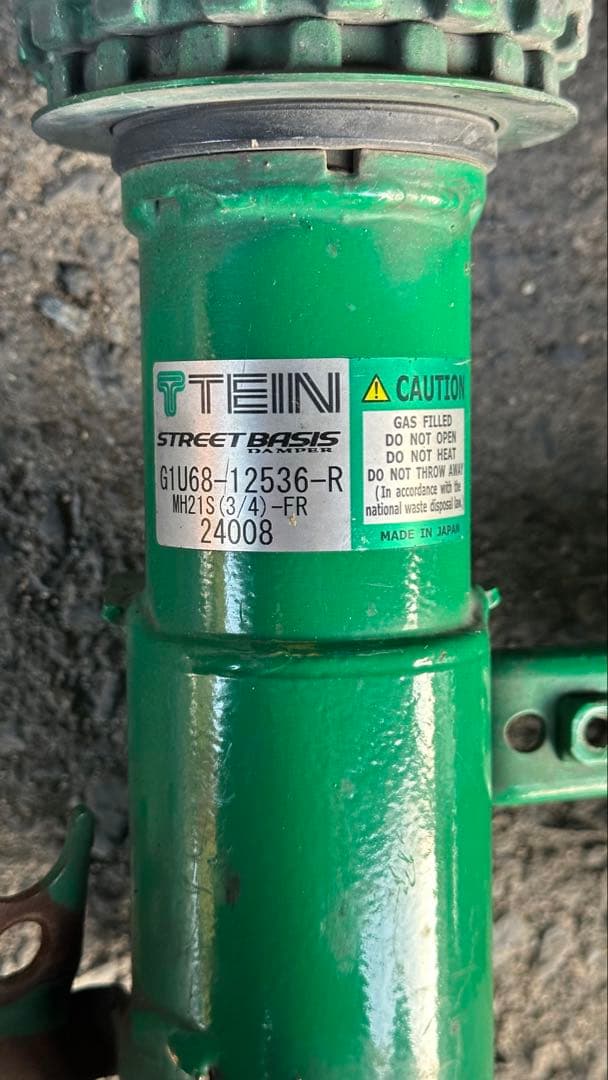 TEIN
STREET BASIS
DAMPER
G1U68-12536-R
MH21S(3/4)-FR
24008
CAUTION
GAS FILLED
DO NOT OPEN
DO NOT HEAT
DO NOT THROW AWAY
(In accordance with the
national waste disposal law.)
MADE IN JAPAN